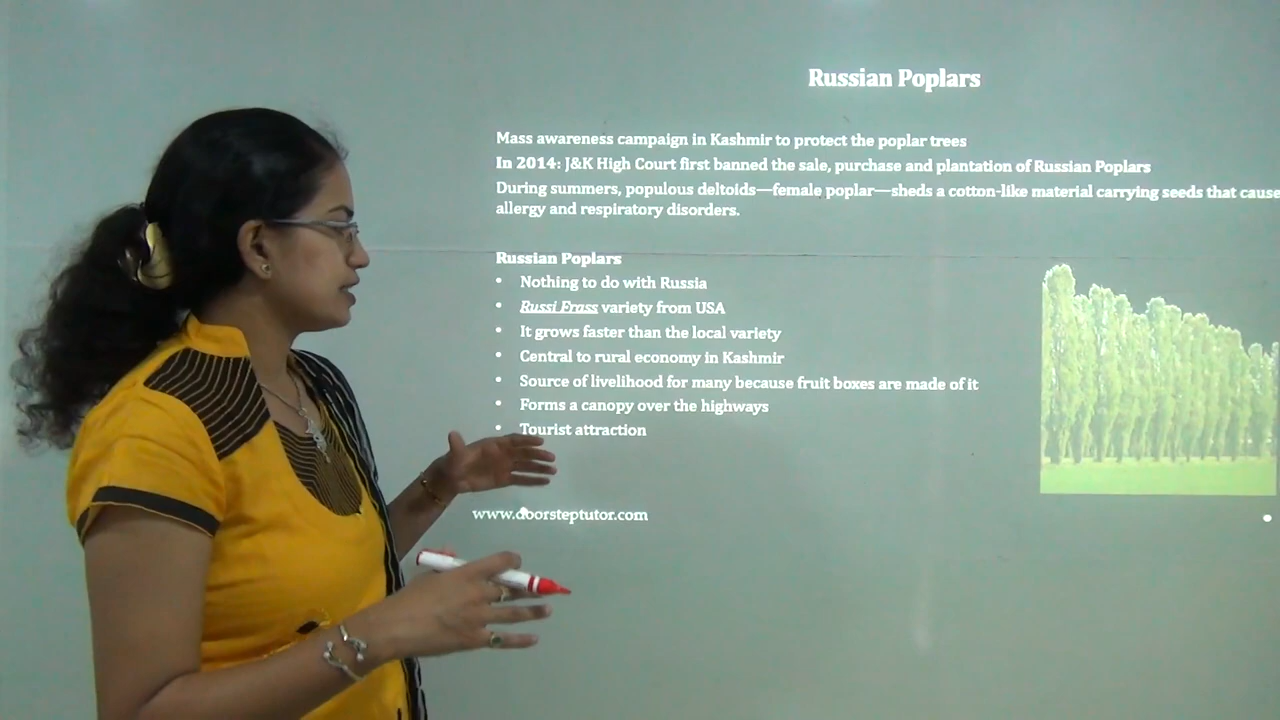 Russian Poplars
Mass awareness campaign in Kashmir to protect the poplar trees
In 2014: J&K High Court first banned the sale, purchase and plantation of Russian Poplars
During summers, populous deltoids—female poplar—sheds a cotton-like material carrying seeds that cause
allergy and respiratory disorders.
Russian Poplars
• Nothing to do with Russia
• Russi Frass variety from USA
• It grows faster than the local variety
• Central to rural economy in Kashmir
• Source of livelihood for many because fruit boxes are made of it
• Forms a canopy over the highways
• Tourist attraction
www.doorsteptutor.com